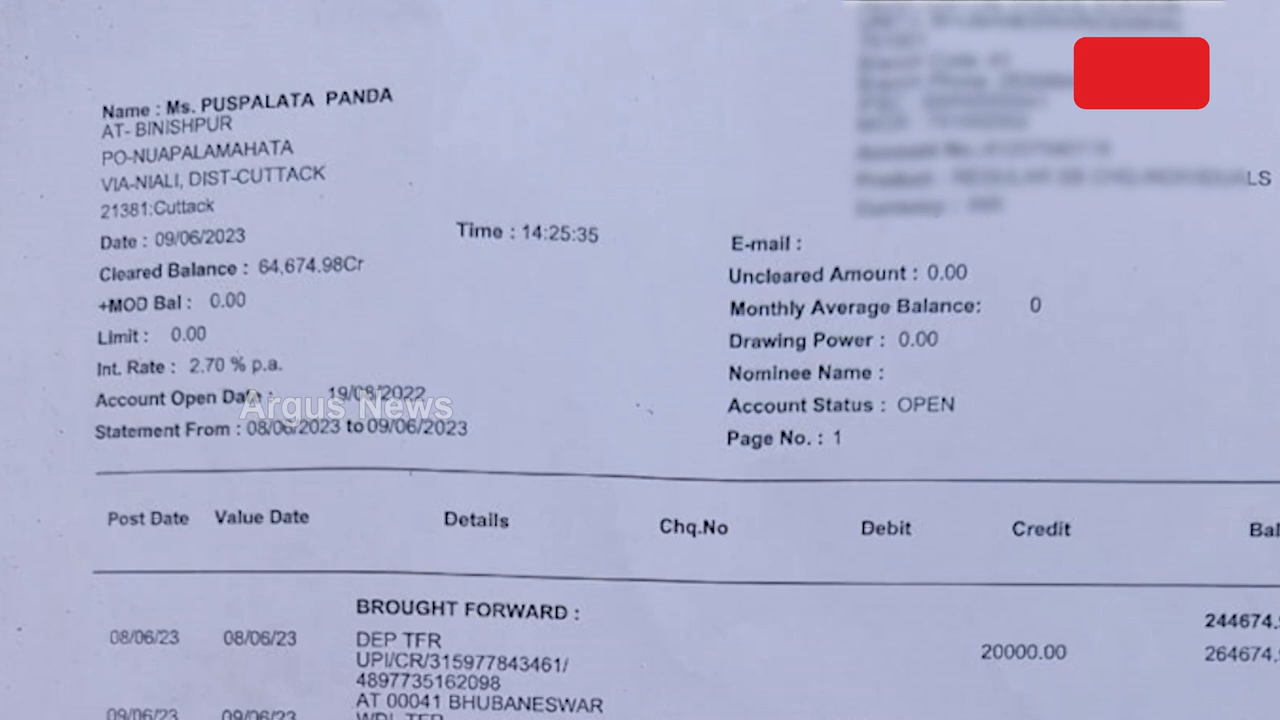 Name : Ms. PUSPALATA PANDA
AT- BINISHPUR
PO-NUAPALAMAHATA
VIA-NIALI, DIST-CUTTACK
21381:Cuttack
Date : 09/06/2023
Time : 14:25:35
Cleared Balance : 64,674.98Cr
+MOD Bal : 0.00
Limit : 0.00
Int. Rate : 2.70 % p.a.
Account Open Date : 19/08/2022
Statement From : 08/06/2023 to 09/06/2023
Argus News
LS
E-mail :
Uncleared Amount : 0.00
Monthly Average Balance: 0
Drawing Power : 0.00
Nominee Name :
Account Status : OPEN
Page No. : 1
Post Date Value Date Details Chq.No Debit Credit Bal
BROUGHT FORWARD : 244674.9
08/06/23 08/06/23 DEP TFR 20000.00 264674.9
UPI/CR/315977843461/
4897735162098
AT 00041 BHUBANESWAR
09/06/23 09/06/23 WDL TFR